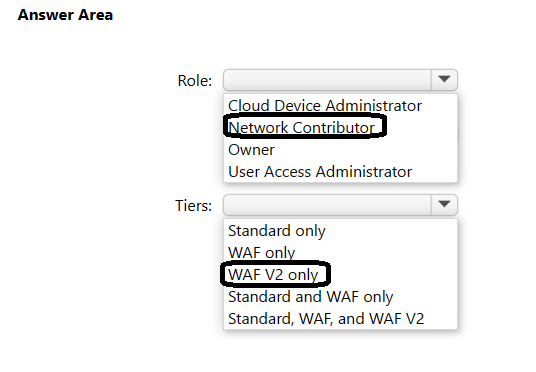 Answer Area
Role:
Cloud Device Administrator
Network Contributor
Owner
User Access Administrator
Tiers:
Standard only
WAF only
WAF V2 only
Standard and WAF only
Standard, WAF, and WAF V2